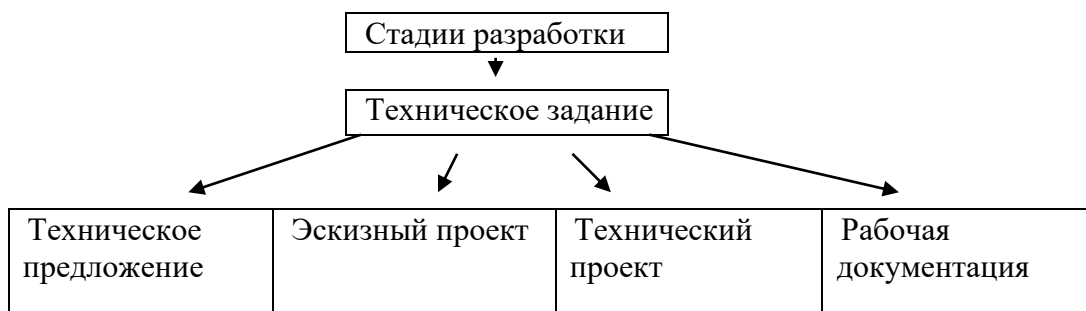 Стадии разработки
Техническое задание
Техническое
предложение
Эскизный проект
Технический
проект
Рабочая
документация